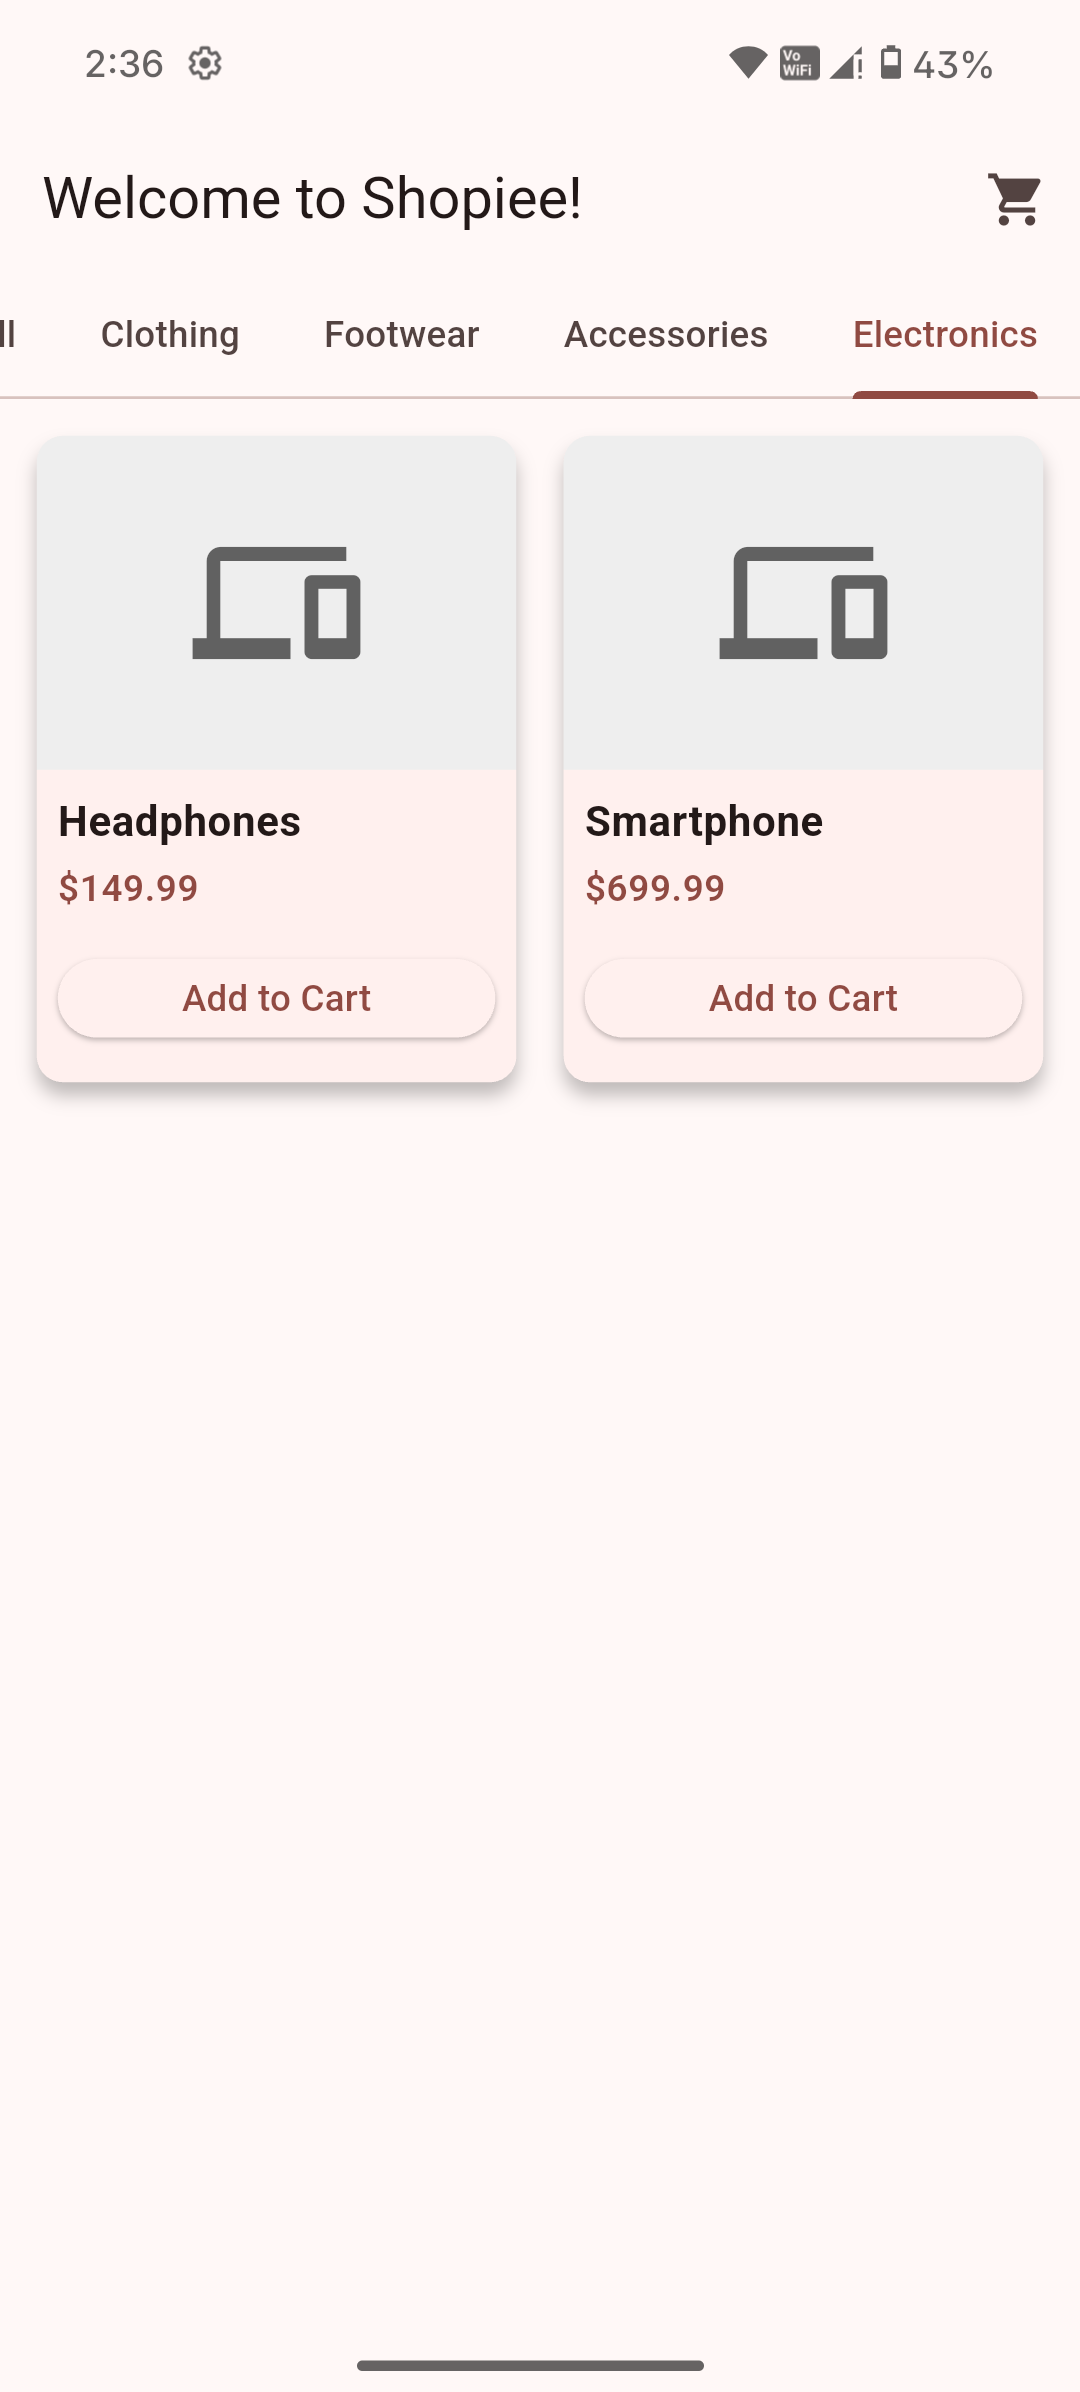 2:36 Vo WiFi 43%
Welcome to Shopiee!
ll Clothing Footwear Accessories Electronics
Headphones Smartphone
$149.99 $699.99
Add to Cart Add to Cart